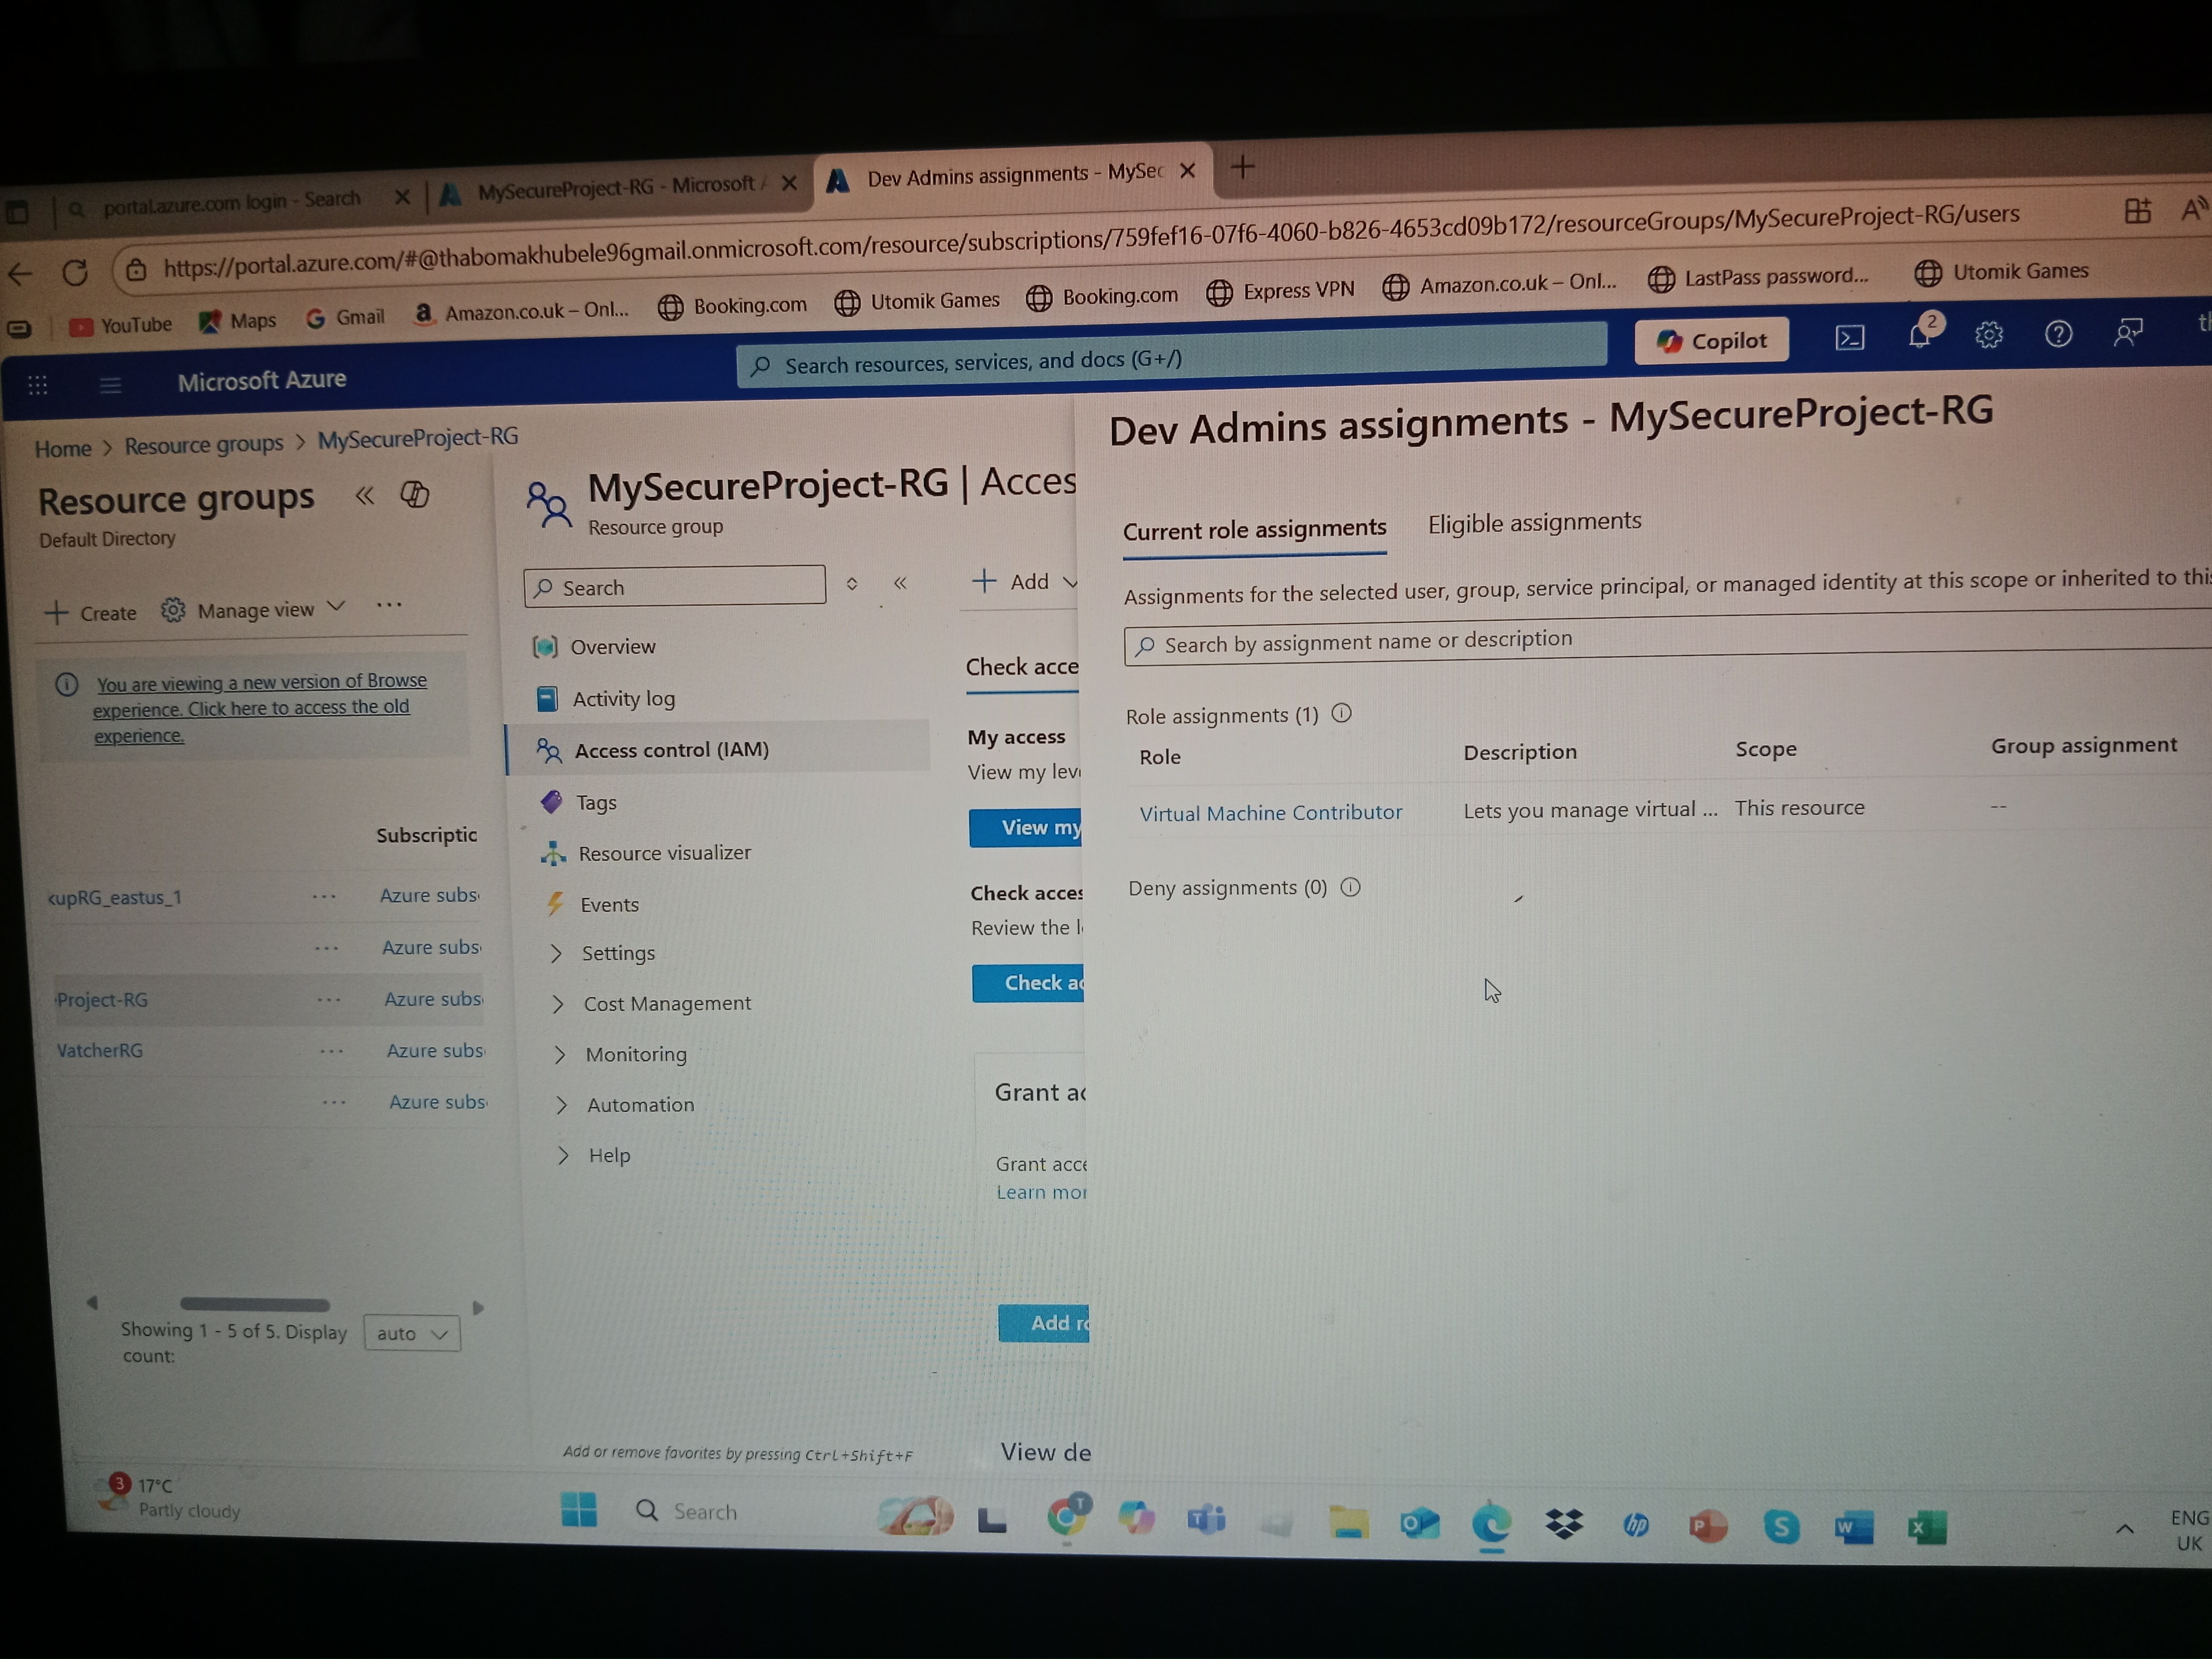 portal.azure.com login - Search
MySecureProject-RG - Microsoft
Dev Admins assignments - MySec
https://portal.azure.com/#@thabomakhubele96gmail.onmicrosoft.com/resource/subscriptions/759fef16-07f6-4060-b826-4653cd09b172/resourceGroups/MySecureProject-RG/users
YouTube
Maps
Gmail
Amazon.co.uk – Onl...
Booking.com
Utomik Games
Booking.com
Express VPN
Amazon.co.uk – Onl...
LastPass password...
Utomik Games
Microsoft Azure
Search resources, services, and docs (G+/)
Copilot
2
Home > Resource groups > MySecureProject-RG
Resource groups
Default Directory
Create
Manage view
You are viewing a new version of Browse
experience. Click here to access the old
experience.
Subscriptic
kupRG_eastus_1 ... Azure subs
... Azure subs
Project-RG ... Azure subs
VatcherRG ... Azure subs
... Azure subs
Showing 1 - 5 of 5. Display
count:
auto
MySecureProject-RG | Acces
Resource group
Search
Overview
Activity log
Access control (IAM)
Tags
Resource visualizer
Events
Settings
Cost Management
Monitoring
Automation
Help
Add or remove favorites by pressing Ctrl+Shift+F
Add
Check acce
My access
View my lev
View my
Check acces
Review the l
Check ac
Grant ac
Grant acce
Learn mor
Add ro
View de
Dev Admins assignments - MySecureProject-RG
Current role assignments
Eligible assignments
Assignments for the selected user, group, service principal, or managed identity at this scope or inherited to this
Search by assignment name or description
Role assignments (1)
Role Description Scope Group assignment
Virtual Machine Contributor Lets you manage virtual ... This resource --
Deny assignments (0)
3
17°C
Partly cloudy
Search
ENG
UK